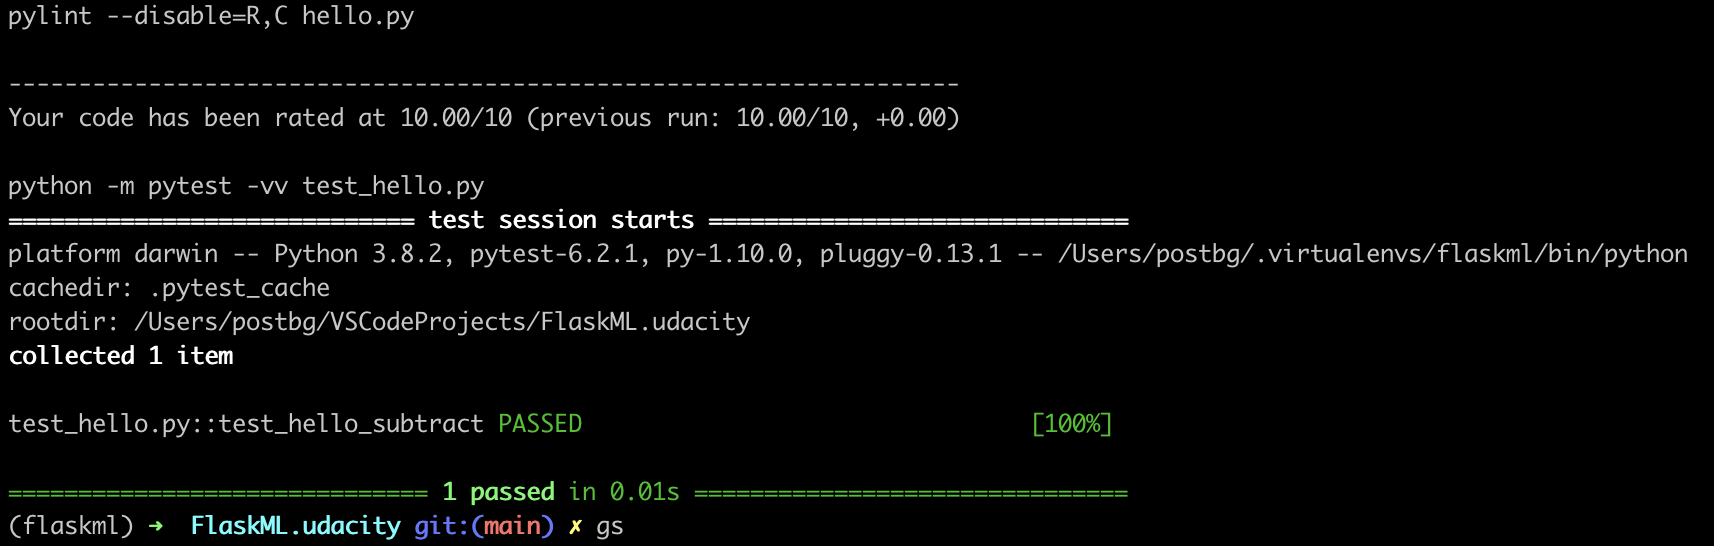 pylint --disable=R,C hello.py
--------------------------------------------------------------------
Your code has been rated at 10.00/10 (previous run: 10.00/10, +0.00)
python -m pytest -vv test_hello.py
============================= test session starts ==============================
platform darwin -- Python 3.8.2, pytest-6.2.1, py-1.10.0, pluggy-0.13.1 -- /Users/postbg/.virtualenvs/flaskml/bin/python
cachedir: .pytest_cache
rootdir: /Users/postbg/VSCodeProjects/FlaskML.udacity
collected 1 item
test_hello.py::test_hello_subtract PASSED                                [100%]
============================== 1 passed in 0.01s ===============================
(flaskml) ➜  FlaskML.udacity git:(main) ✗ gs